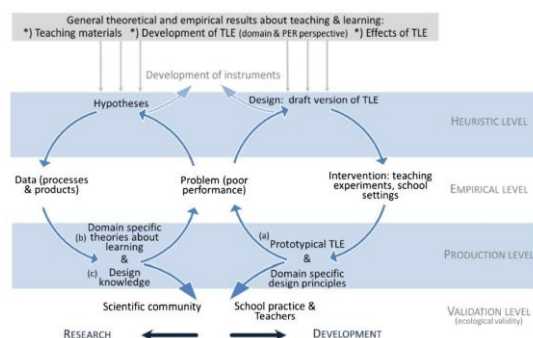 General theoretical and empirical results about teaching & learning:
*) Teaching materials *) Development of TLE (domain & PER perspective) *) Effects of TLE
Development of instruments
Hypotheses
Design: draft version of TLE
HEURISTIC LEVEL
Data (processes
& products)
Problem (poor
performance)
Intervention: teaching
experiments, school
settings
EMPIRICAL LEVEL
Domain specific
(b) theories about
learning
&
(c) Design
knowledge
(a) Prototypical TLE
&
Domain specific
design principles
PRODUCTION LEVEL
Scientific community
School practice &
Teachers
VALIDATION LEVEL
(ecological validity)
RESEARCH
DEVELOPMENT